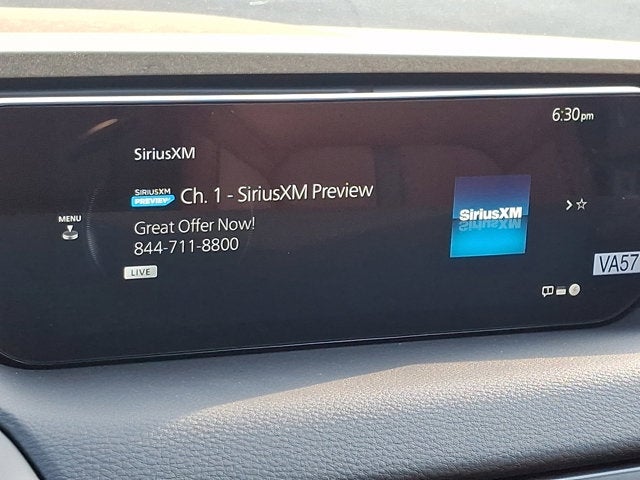 6:30pm
SiriusXM
SIRIUSXM
PREVIEW
Ch. 1 - SiriusXM Preview
SiriusXM
MENU
Great Offer Now!
844-711-8800
LIVE
VA57